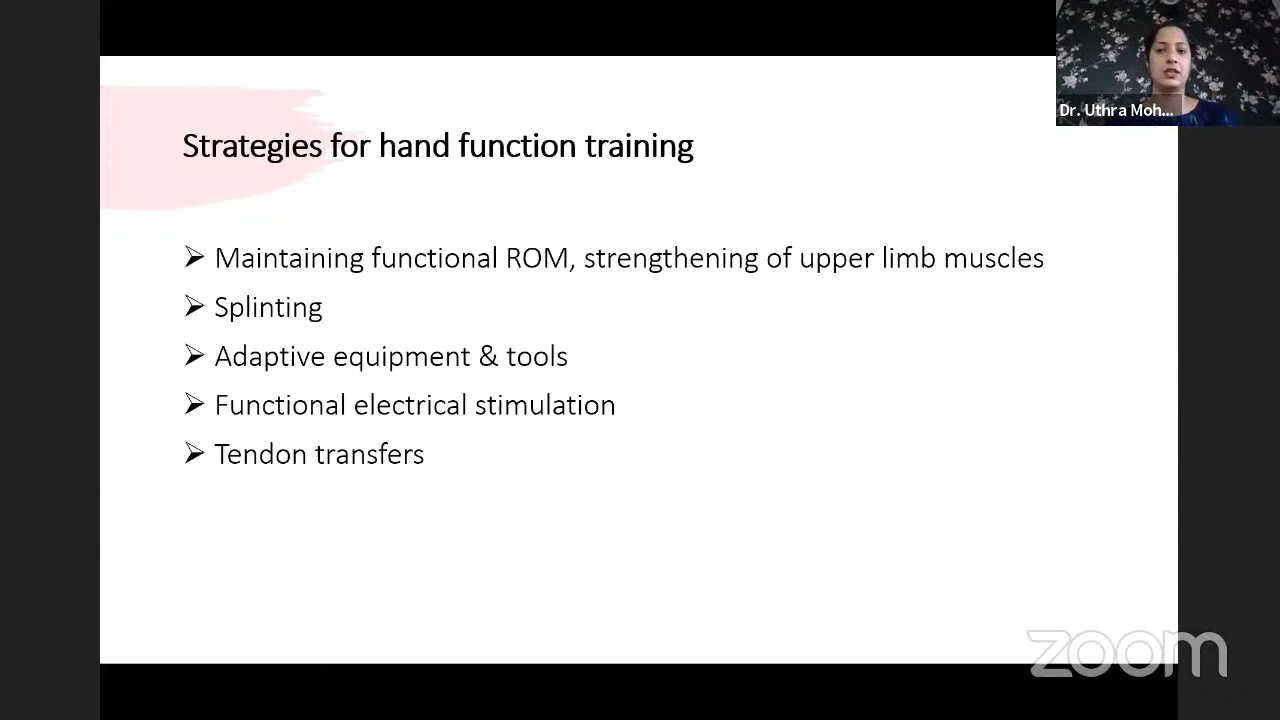 Dr. Uthra Moh...
Strategies for hand function training
➢ Maintaining functional ROM, strengthening of upper limb muscles
➢ Splinting
➢ Adaptive equipment & tools
➢ Functional electrical stimulation
➢ Tendon transfers
zoom